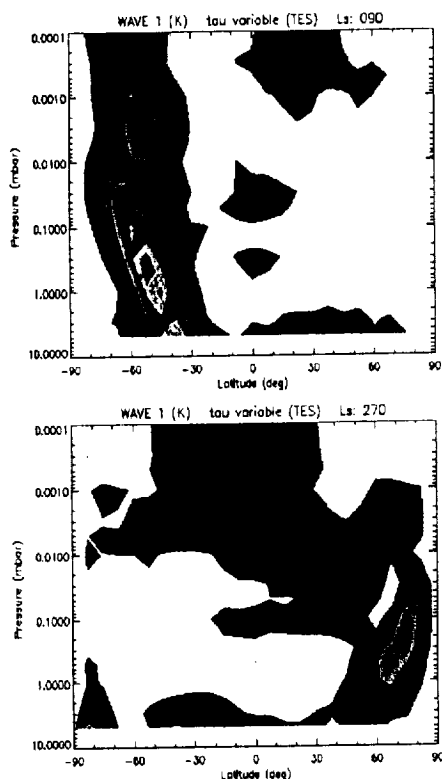 WAVE 1 (K) tau variable (TES) Ls: 090
0.0001
0.0010
0.0100
0.1000
1.0000
10.0000
Pressure (mbar)
-90 -60 -30 0 30 60 90
Latitude (deg)
WAVE 1 (K) tau variable (TES) Ls: 270
0.0001
0.0010
0.0100
0.1000
1.0000
10.0000
Pressure (mbar)
-90 -60 -30 0 30 60 90
Latitude (deg)